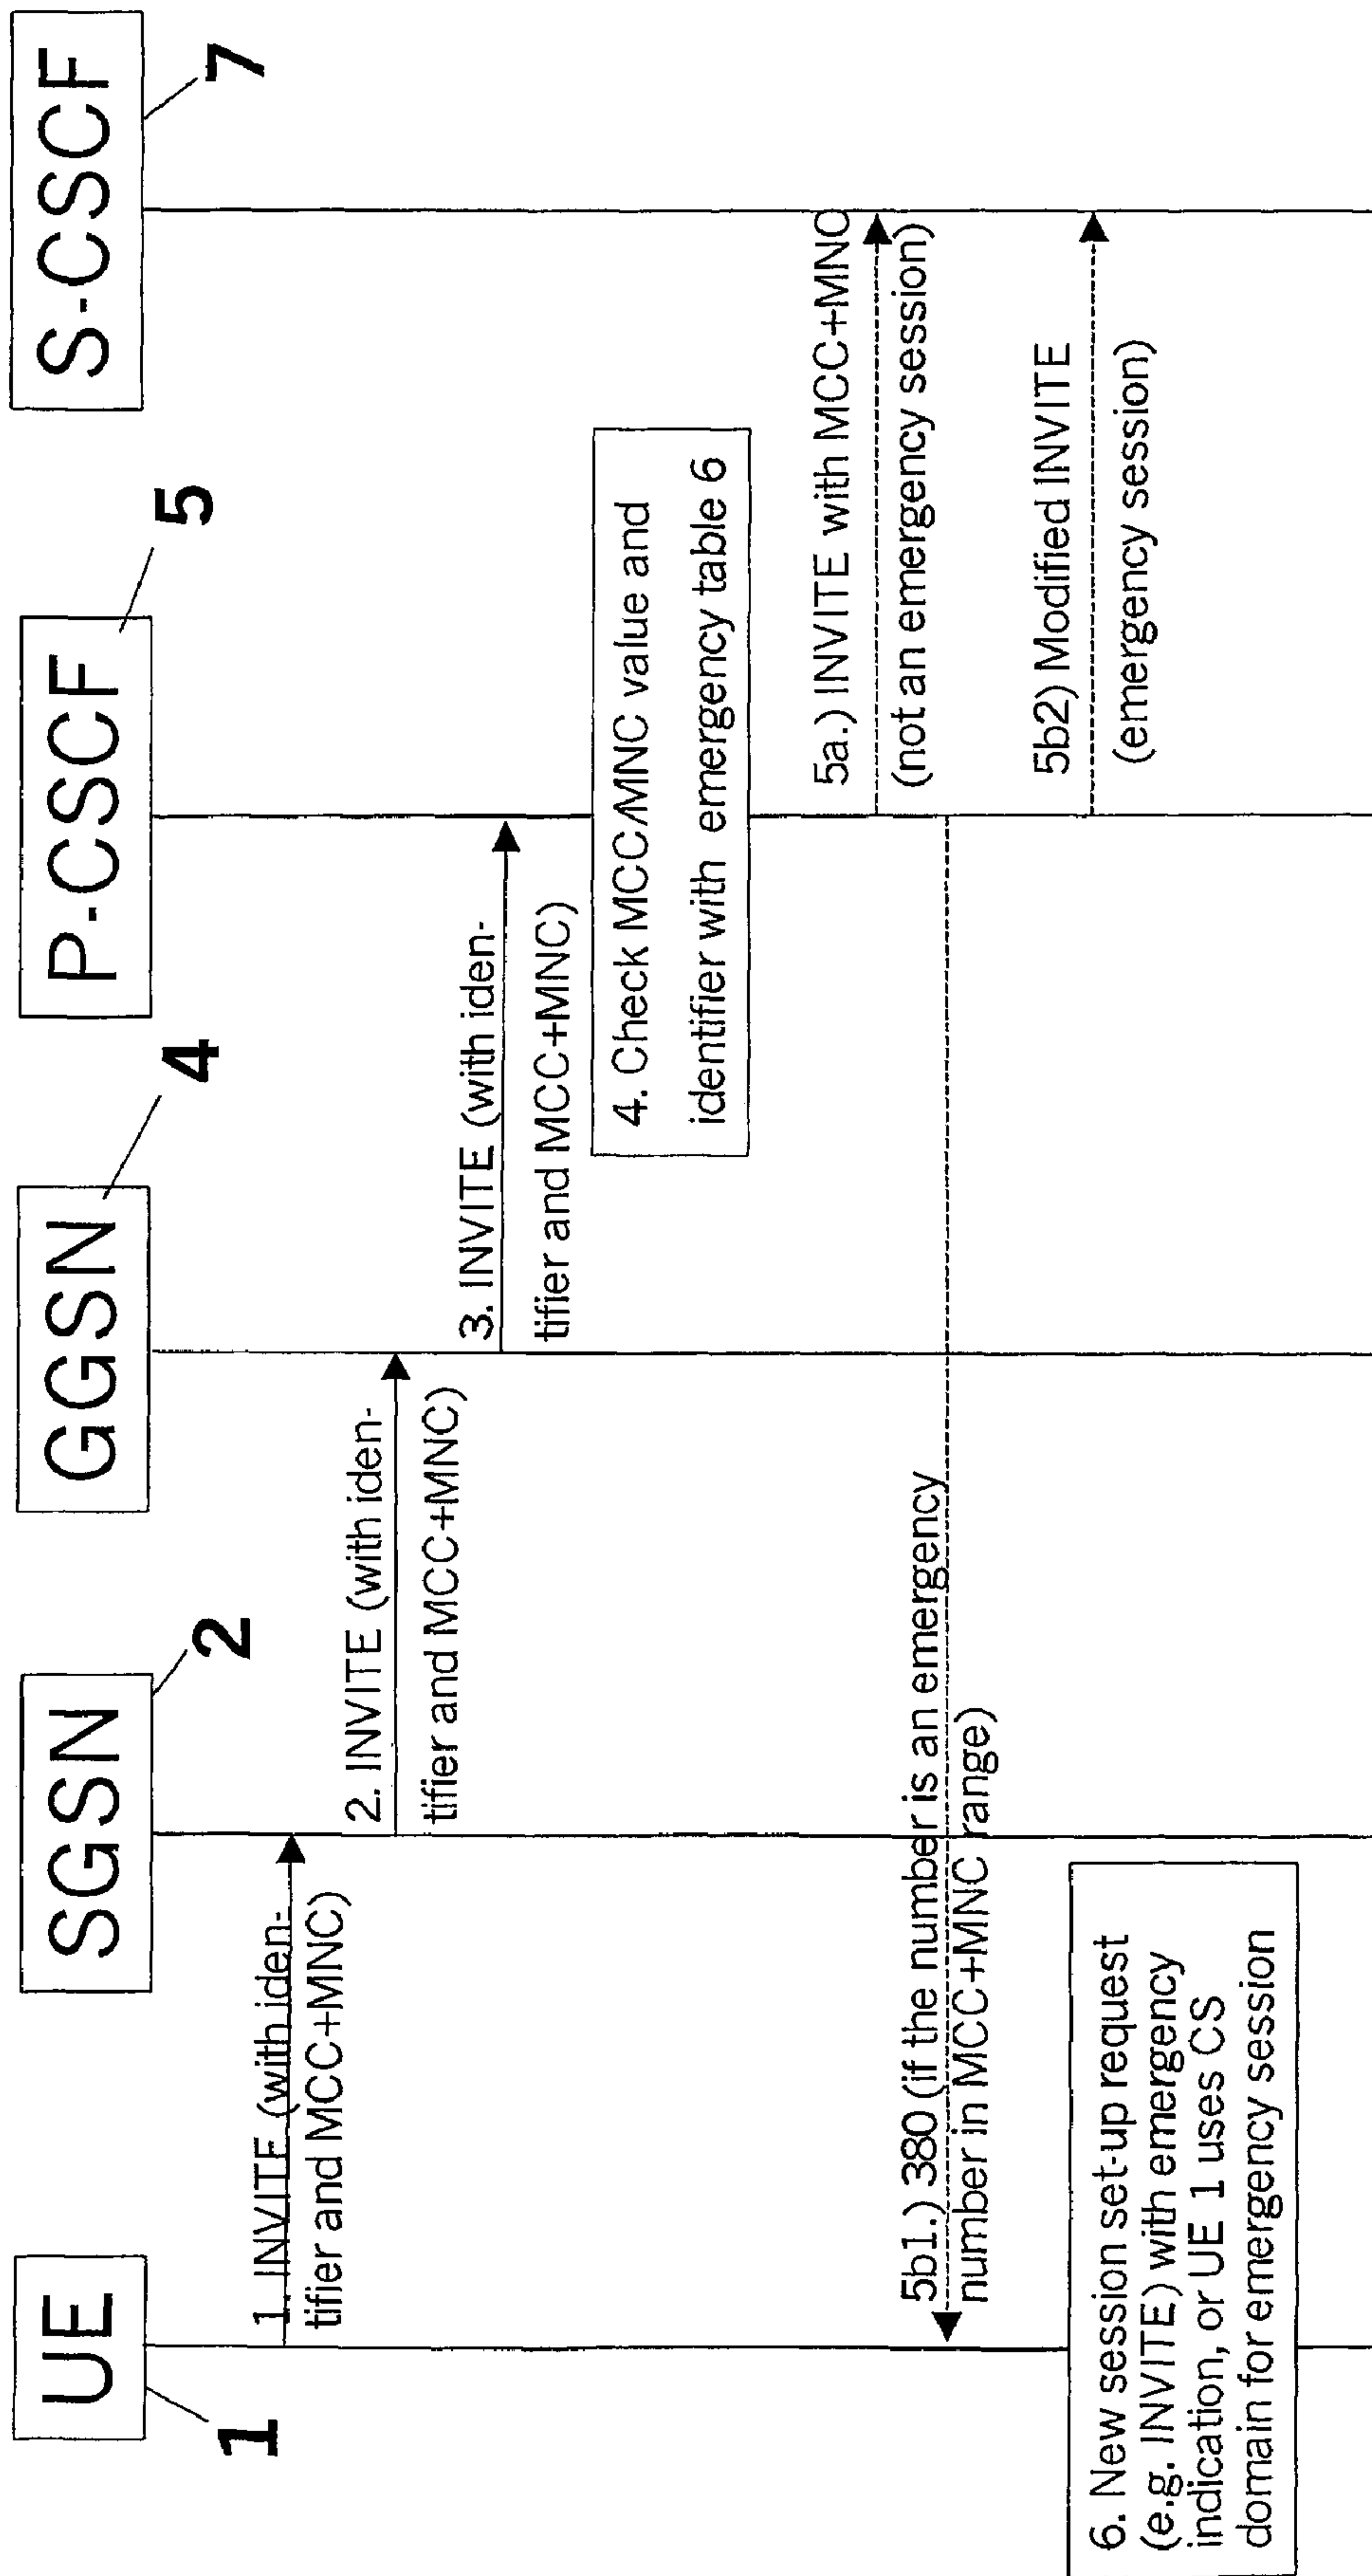 UE
SGSN
GGSN
P-CSCF
S-CSCF
1
2
4
5
7
1. INVITE (with iden-
tifier and MCC+MNC)
2. INVITE (with iden-
tifier and MCC+MNC)
3. INVITE (with iden-
tifier and MCC+MNC)
4. Check MCC/MNC value and
identifier with emergency table 6
5a.) INVITE with MCC+MNC
(not an emergency session)
5b1.) 380 (if the number is an emergency
number in MCC+MNC range)
5b2) Modified INVITE
(emergency session)
6. New session set-up request
(e.g. INVITE) with emergency
indication, or UE 1 uses CS
domain for emergency session